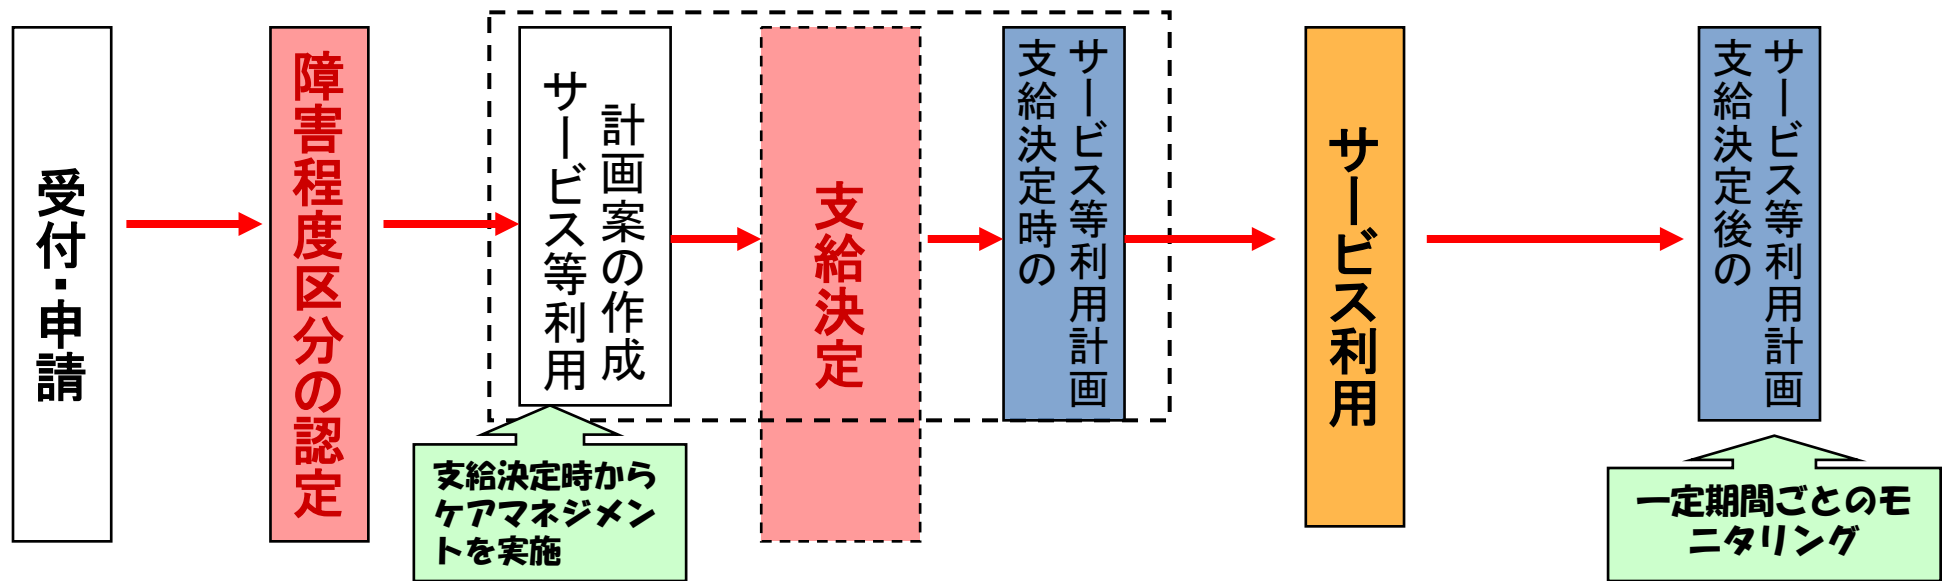 受付・申請
障害程度区分の認定
サービス等利用
計画案の作成
支給決定
支給決定時の
サービス等利用計画
サービス利用
支給決定後の
サービス等利用計画
支給決定時から
ケアマネジメン
トを実施
一定期間ごとのモ
ニタリング